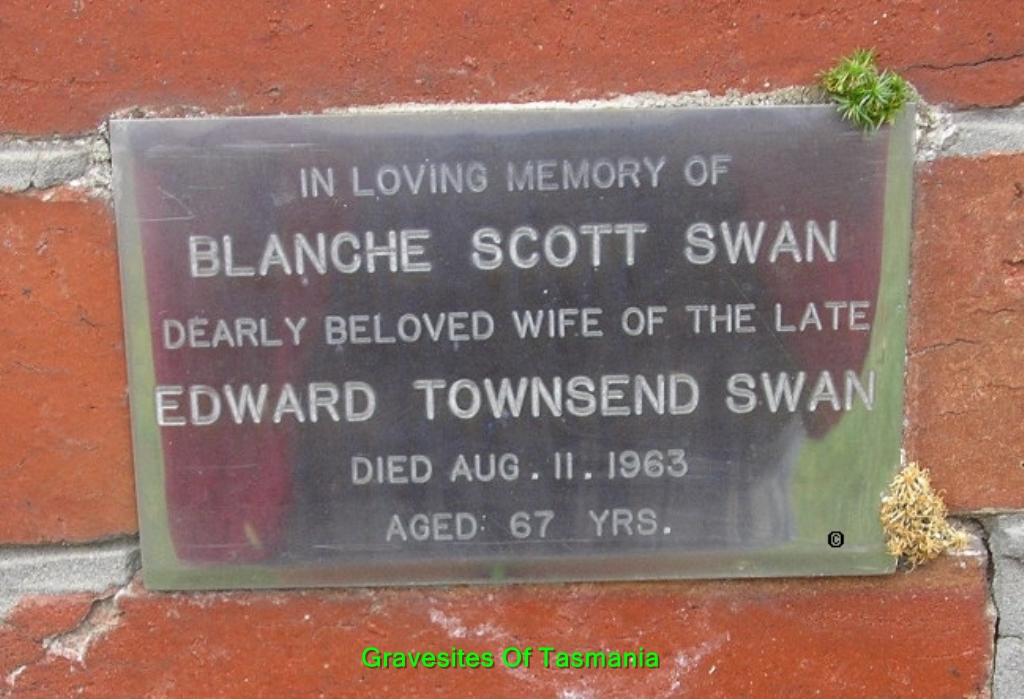 IN LOVING MEMORY OF
BLANCHE SCOTT SWAN
DEARLY BELOVED WIFE OF THE LATE
EDWARD TOWNSEND SWAN
DIED AUG. 11. 1963
AGED 67 YRS.
©
Gravesites Of Tasmania